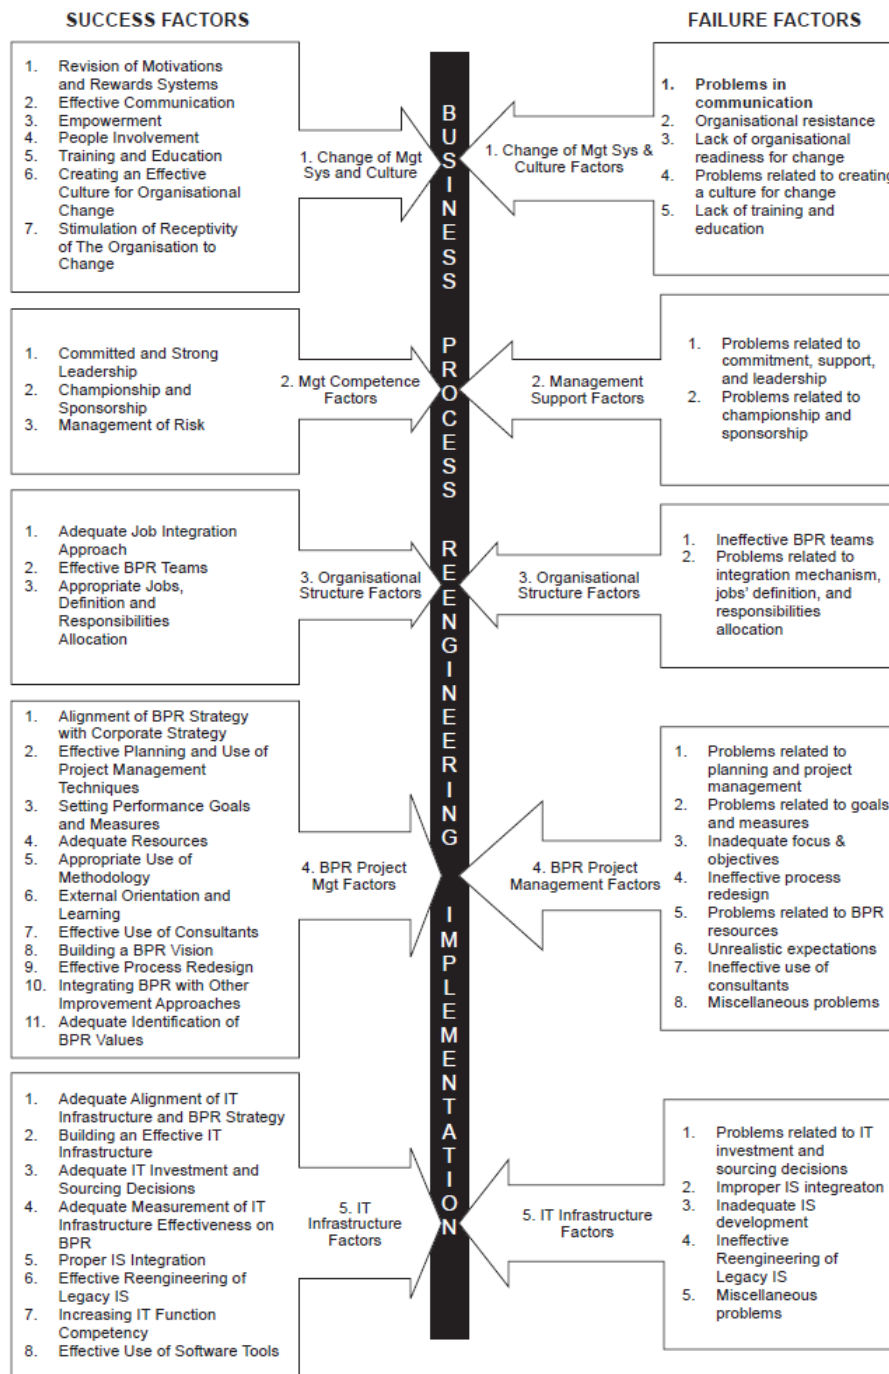 SUCCESS FACTORS
1. Revision of Motivations
and Rewards Systems
2. Effective Communication
3. Empowerment
4. People Involvement
5. Training and Education
6. Creating an Effective
Culture for Organisational
Change
7. Stimulation of Receptivity
of The Organisation to
Change
1. Change of Mgt
Sys and Culture
1. Committed and Strong
Leadership
2. Championship and
Sponsorship
3. Management of Risk
2. Mgt Competence
Factors
1. Adequate Job Integration
Approach
2. Effective BPR Teams
3. Appropriate Jobs,
Definition and
Responsibilities
Allocation
3. Organisational
Structure Factors
1. Alignment of BPR Strategy
with Corporate Strategy
2. Effective Planning and Use of
Project Management
Techniques
3. Setting Performance Goals
and Measures
4. Adequate Resources
5. Appropriate Use of
Methodology
6. External Orientation and
Learning
7. Effective Use of Consultants
8. Building a BPR Vision
9. Effective Process Redesign
10. Integrating BPR with Other
Improvement Approaches
11. Adequate Identification of
BPR Values
4. BPR Project
Mgt Factors
1. Adequate Alignment of IT
Infrastructure and BPR Strategy
2. Building an Effective IT
Infrastructure
3. Adequate IT Investment and
Sourcing Decisions
4. Adequate Measurement of IT
Infrastructure Effectiveness on
BPR
5. Proper IS Integration
6. Effective Reengineering of
Legacy IS
7. Increasing IT Function
Competency
8. Effective Use of Software Tools
5. IT
Infrastructure
Factors
BUSINESS PROCESS REENGINEERING IMPLEMENTATION
FAILURE FACTORS
1. Change of Mgt Sys &
Culture Factors
1. Problems in
communication
2. Organisational resistance
3. Lack of organisational
readiness for change
4. Problems related to creating
a culture for change
5. Lack of training and
education
2. Management
Support Factors
1. Problems related to
commitment, support,
and leadership
2. Problems related to
championship and
sponsorship
3. Organisational
Structure Factors
1. Ineffective BPR teams
2. Problems related to
integration mechanism,
jobs' definition, and
responsibilities
allocation
4. BPR Project
Management Factors
1. Problems related to
planning and project
management
2. Problems related to goals
and measures
3. Inadequate focus &
objectives
4. Ineffective process
redesign
5. Problems related to BPR
resources
6. Unrealistic expectations
7. Ineffective use of
consultants
8. Miscellaneous problems
5. IT Infrastructure
Factors
1. Problems related to IT
investment and
sourcing decisions
2. Improper IS integreaton
3. Inadequate IS
development
4. Ineffective
Reengineering of
Legacy IS
5. Miscellaneous
problems